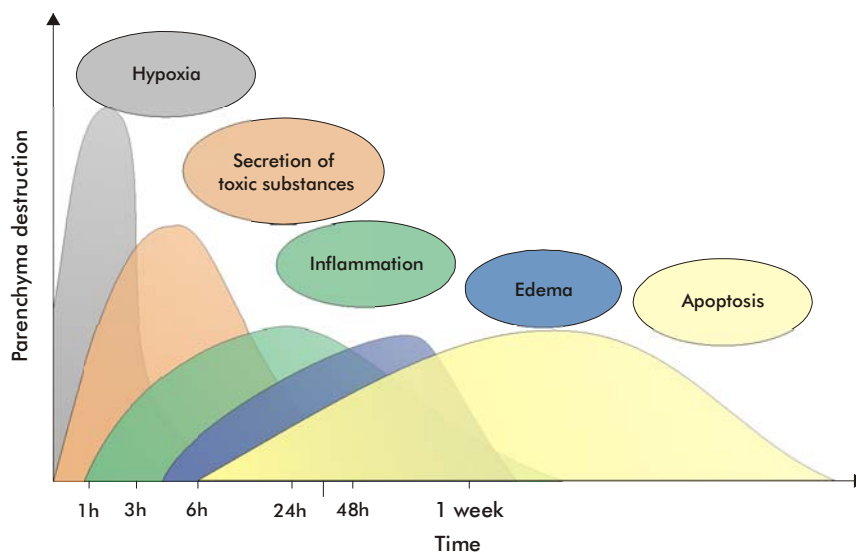 Hypoxia
Secretion of
toxic substances
Inflammation
Edema
Apoptosis
Parenchyma destruction
1h 3h 6h 24h 48h 1 week
Time